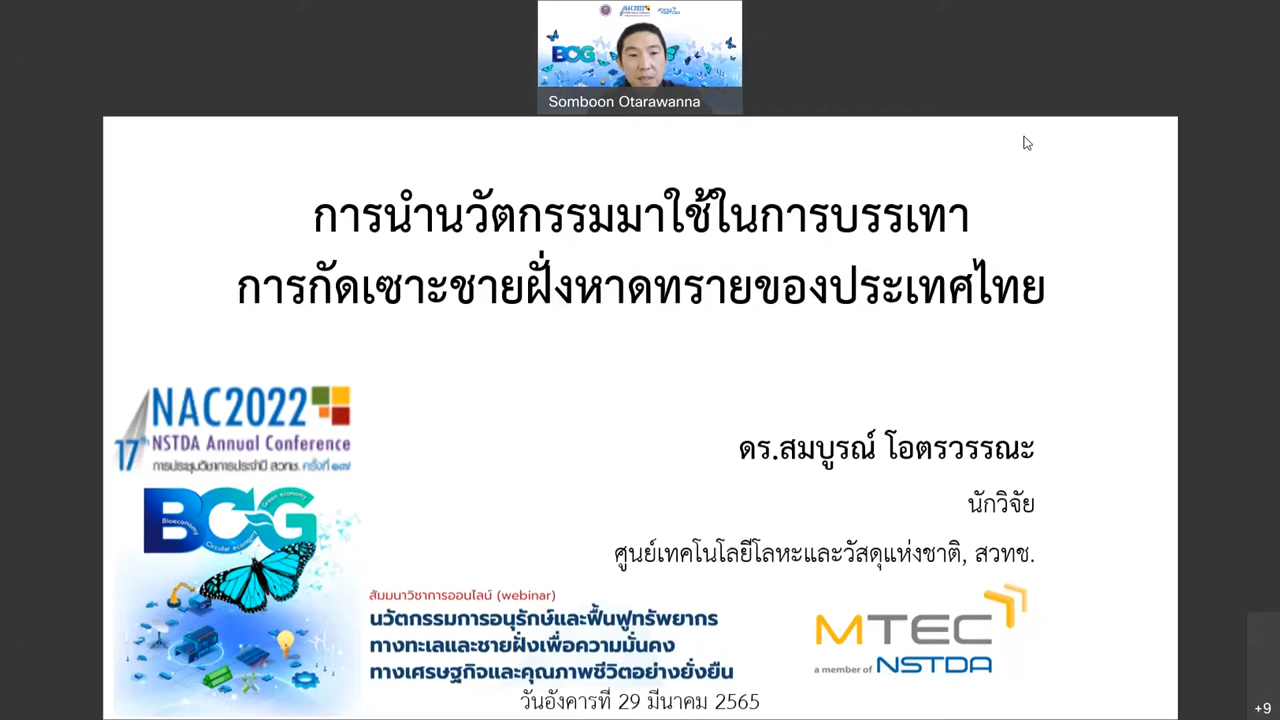 NAC2022
สวทช
NSTDA
BCG
Somboon Otarawanna
การนำนวัตกรรมมาใช้ในการบรรเทา
การกัดเซาะชายฝั่งหาดทรายของประเทศไทย
NAC2022
17th NSTDA Annual Conference
การประชุมวิชาการประจำปี สวทช. ครั้งที่ ๑๗
BCG
Green economy
Bioeconomy
Circular economy
ดร.สมบูรณ์ โอตรวรรณะ
นักวิจัย
ศูนย์เทคโนโลยีโลหะและวัสดุแห่งชาติ, สวทช.
สัมมนาวิชาการออนไลน์ (webinar)
นวัตกรรมการอนุรักษ์และฟื้นฟูทรัพยากร
ทางทะเลและชายฝั่งเพื่อความมั่นคง
ทางเศรษฐกิจและคุณภาพชีวิตอย่างยั่งยืน
MTEC
a member of NSTDA
วันอังคารที่ 29 มีนาคม 2565
+9